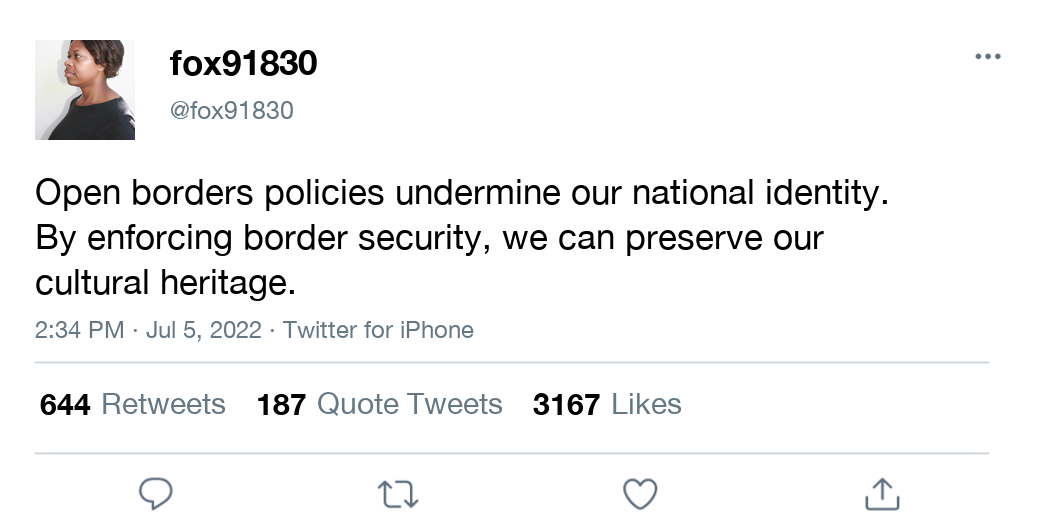 fox91830
@fox91830
Open borders policies undermine our national identity.
By enforcing border security, we can preserve our
cultural heritage.
2:34 PM · Jul 5, 2022 · Twitter for iPhone
644 Retweets 187 Quote Tweets 3167 Likes